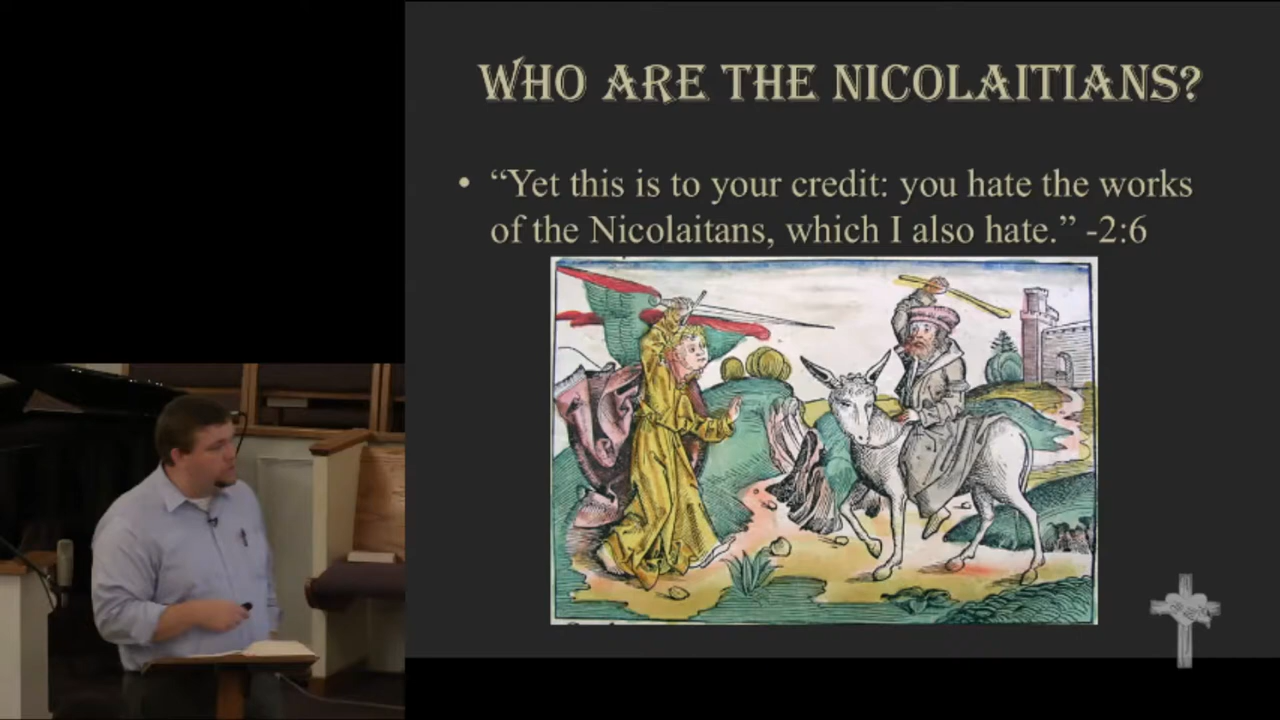 WHO ARE THE NICOLAITIANS?
• “Yet this is to your credit: you hate the works
of the Nicolaitans, which I also hate.” -2:6